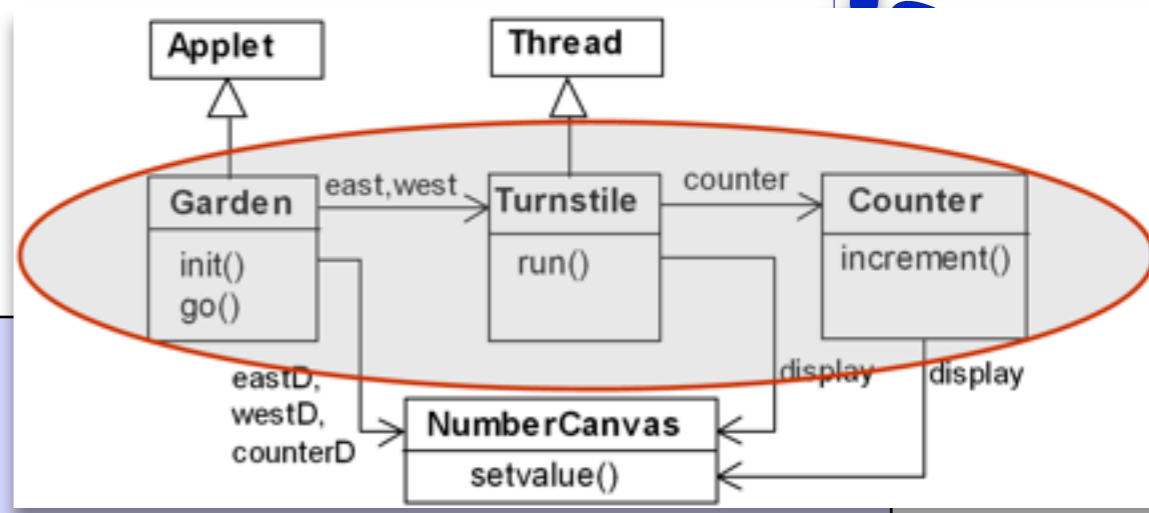 Applet
Thread
Garden
init()
go()
east,west
Turnstile
run()
counter
Counter
increment()
eastD,
westD,
counterD
display
display
NumberCanvas
setvalue()